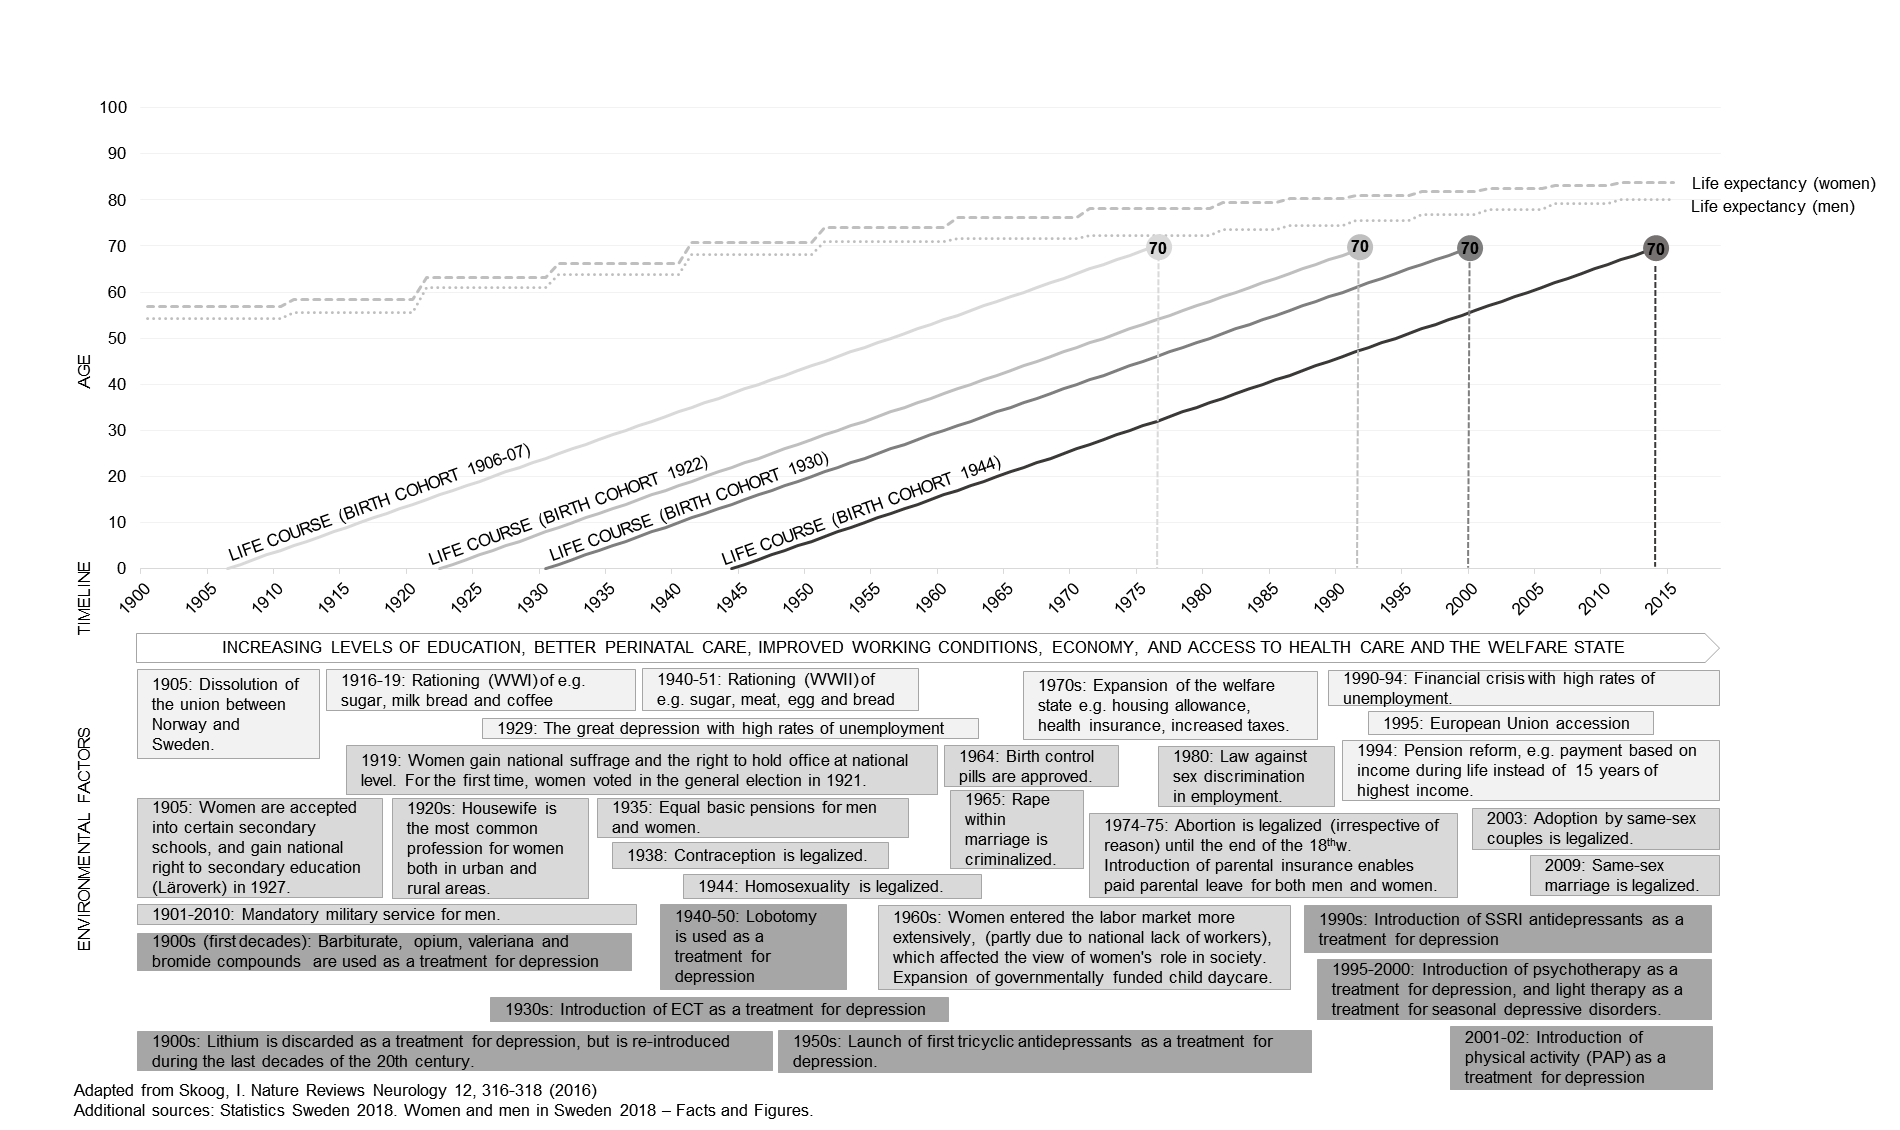 100
90
80
70
60
50
40
30
20
10
0
AGE
Life expectancy (women)
Life expectancy (men)
70
70
70
70
LIFE COURSE (BIRTH COHORT 1906-07)
LIFE COURSE (BIRTH COHORT 1922)
LIFE COURSE (BIRTH COHORT 1930)
LIFE COURSE (BIRTH COHORT 1944)
TIMELINE
1900
1905
1910
1915
1920
1925
1930
1935
1940
1945
1950
1955
1960
1965
1970
1975
1980
1985
1990
1995
2000
2005
2010
2015
INCREASING LEVELS OF EDUCATION, BETTER PERINATAL CARE, IMPROVED WORKING CONDITIONS, ECONOMY, AND ACCESS TO HEALTH CARE AND THE WELFARE STATE
ENVIRONMENTAL FACTORS
1905: Dissolution of
the union between
Norway and
Sweden.
1916-19: Rationing (WWI) of e.g.
sugar, milk bread and coffee
1940-51: Rationing (WWII) of
e.g. sugar, meat, egg and bread
1929: The great depression with high rates of unemployment
1970s: Expansion of the welfare
state e.g. housing allowance,
health insurance, increased taxes.
1990-94: Financial crisis with high rates of
unemployment.
1995: European Union accession
1919: Women gain national suffrage and the right to hold office at national
level. For the first time, women voted in the general election in 1921.
1964: Birth control
pills are approved.
1980: Law against
sex discrimination
in employment.
1994: Pension reform, e.g. payment based on
income during life instead of 15 years of
highest income.
1905: Women are accepted
into certain secondary
schools, and gain national
right to secondary education
(Läroverk) in 1927.
1920s: Housewife is
the most common
profession for women
both in urban and
rural areas.
1935: Equal basic pensions for men
and women.
1938: Contraception is legalized.
1944: Homosexuality is legalized.
1965: Rape
within
marriage is
criminalized.
1974-75: Abortion is legalized (irrespective of
reason) until the end of the 18thw.
Introduction of parental insurance enables
paid parental leave for both men and women.
2003: Adoption by same-sex
couples is legalized.
2009: Same-sex
marriage is legalized.
1901-2010: Mandatory military service for men.
1900s (first decades): Barbiturate, opium, valeriana and
bromide compounds are used as a treatment for depression
1940-50: Lobotomy
is used as a
treatment for
depression
1960s: Women entered the labor market more
extensively, (partly due to national lack of workers),
which affected the view of women's role in society.
Expansion of governmentally funded child daycare.
1990s: Introduction of SSRI antidepressants as a
treatment for depression
1995-2000: Introduction of psychotherapy as a
treatment for depression, and light therapy as a
treatment for seasonal depressive disorders.
1930s: Introduction of ECT as a treatment for depression
1900s: Lithium is discarded as a treatment for depression, but is re-introduced
during the last decades of the 20th century.
1950s: Launch of first tricyclic antidepressants as a treatment for
depression.
2001-02: Introduction of
physical activity (PAP) as a
treatment for depression
Adapted from Skoog, I. Nature Reviews Neurology 12, 316-318 (2016)
Additional sources: Statistics Sweden 2018. Women and men in Sweden 2018 – Facts and Figures.